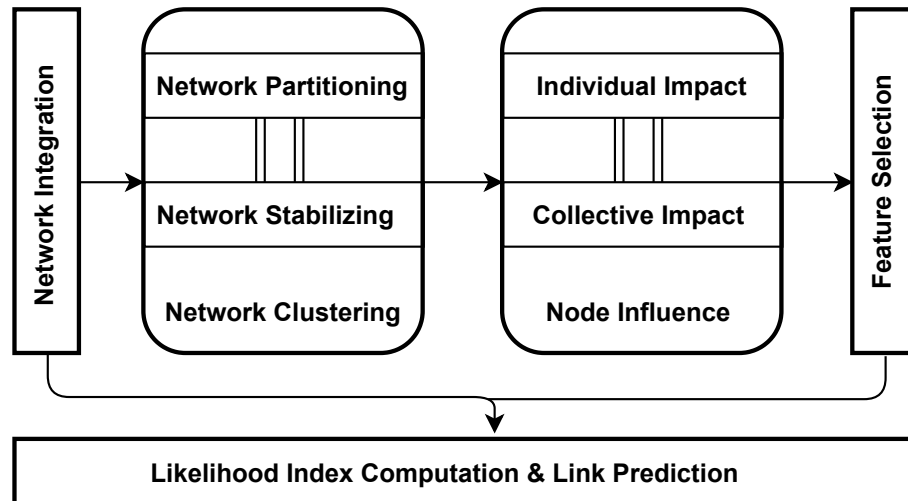 Network Integration
Network Partitioning
Network Stabilizing
Network Clustering
Individual Impact
Collective Impact
Node Influence
Feature Selection
Likelihood Index Computation & Link Prediction